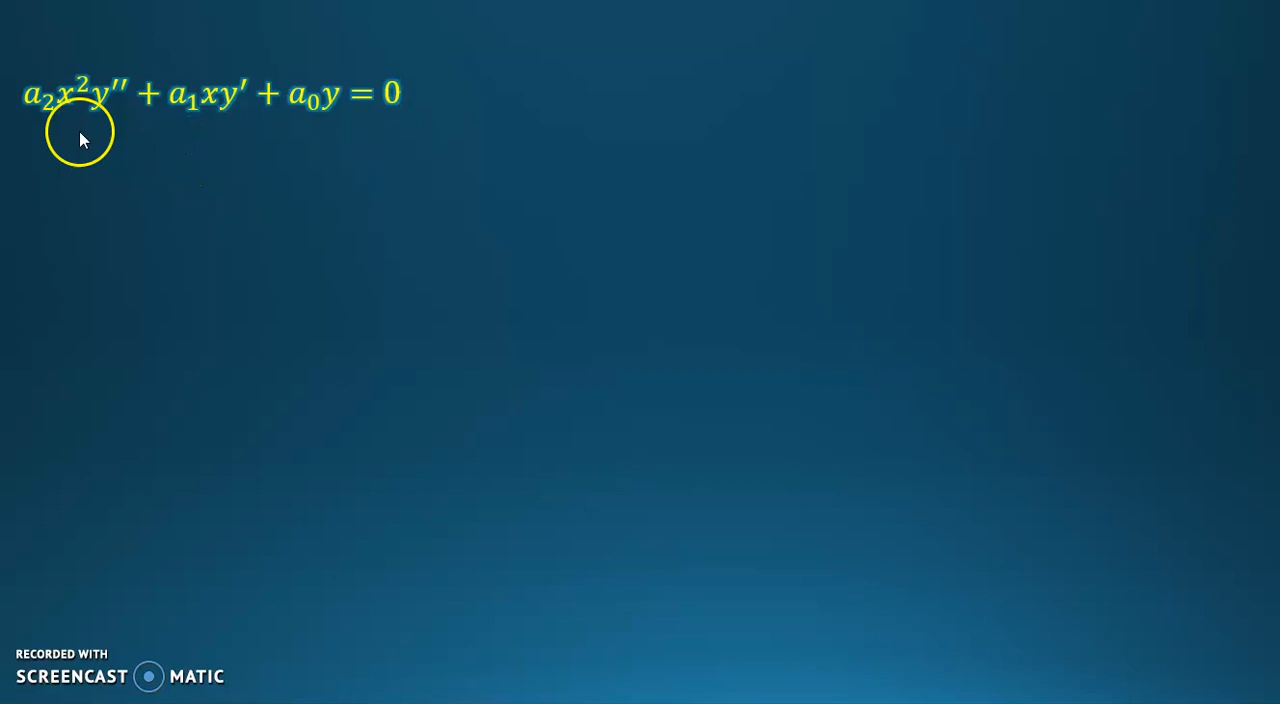 a₂x²y′′ + a₁xy′ + a₀y = 0
RECORDED WITH
SCREENCAST MATIC